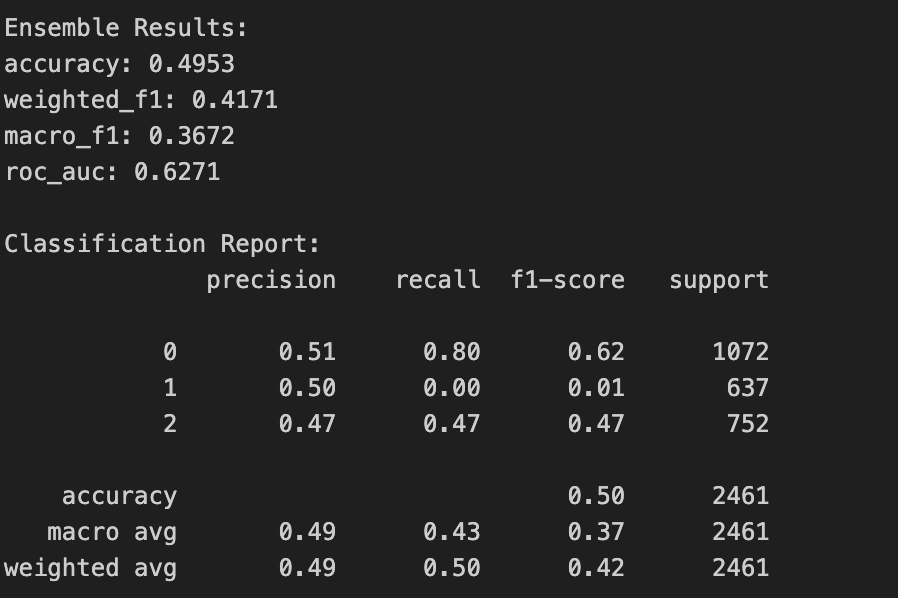 Ensemble Results:
accuracy: 0.4953
weighted_f1: 0.4171
macro_f1: 0.3672
roc_auc: 0.6271
Classification Report:
precision recall f1-score support
0 0.51 0.80 0.62 1072
1 0.50 0.00 0.01 637
2 0.47 0.47 0.47 752
accuracy 0.50 2461
macro avg 0.49 0.43 0.37 2461
weighted avg 0.49 0.50 0.42 2461